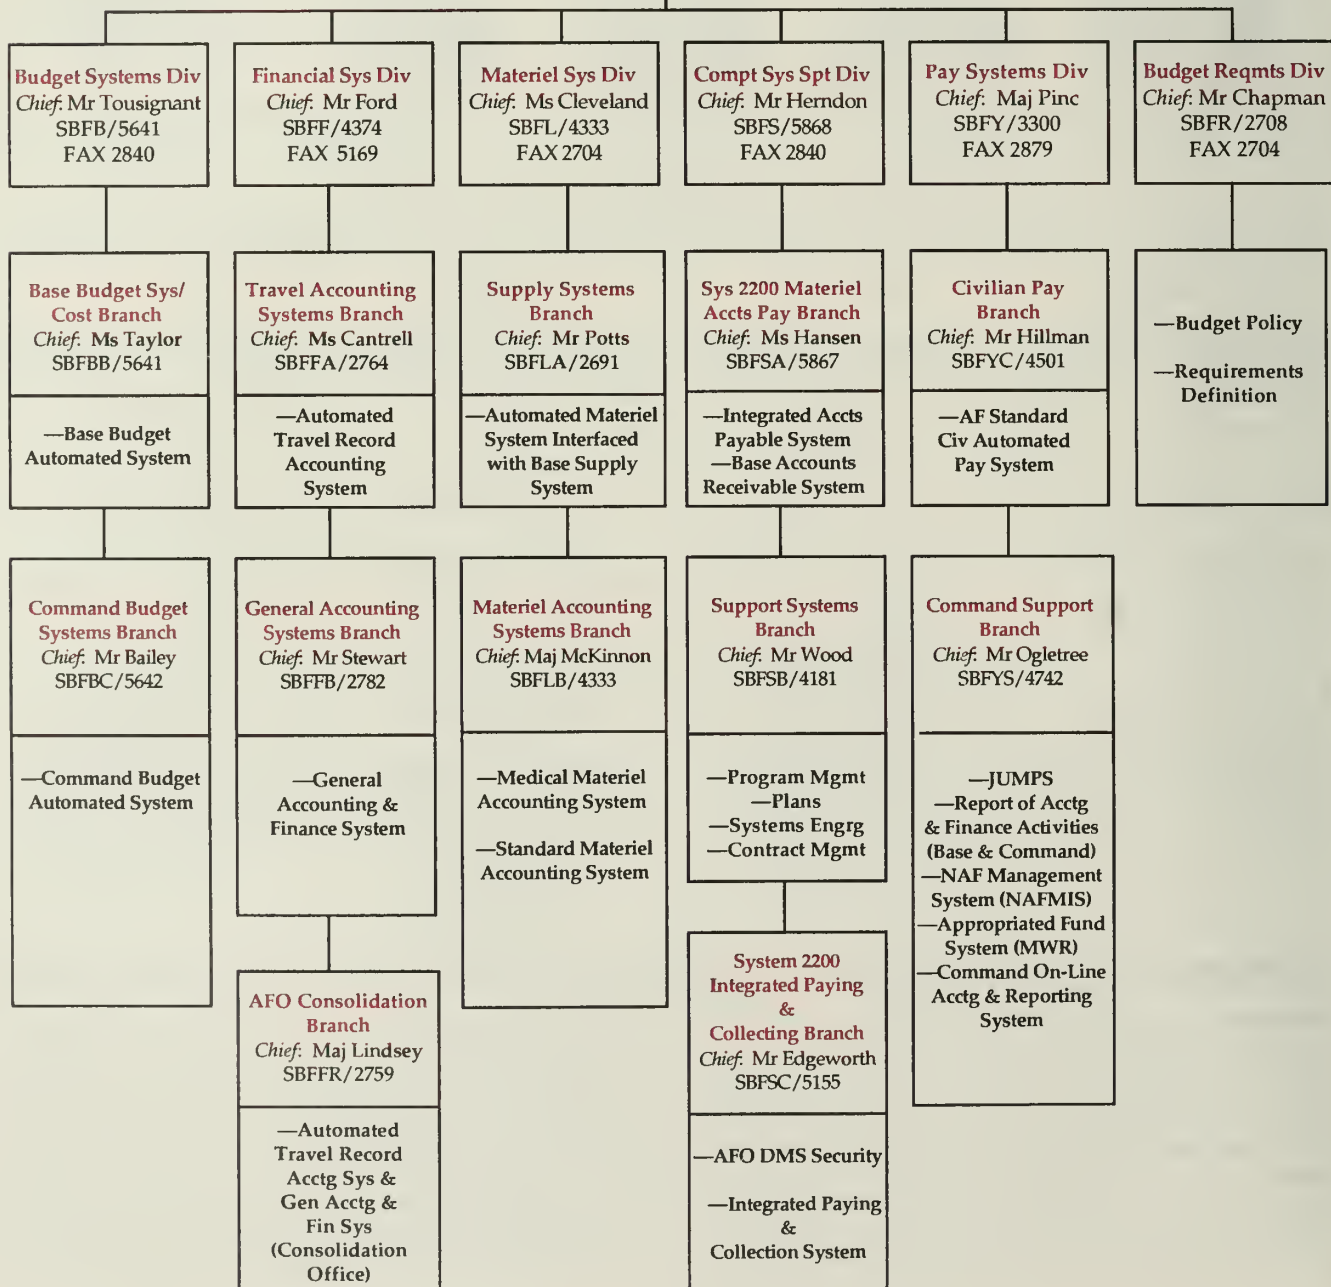 Budget Systems Div
Chief: Mr Tousignant
SBFB/5641
FAX 2840
Financial Sys Div
Chief: Mr Ford
SBFF/4374
FAX 5169
Materiel Sys Div
Chief: Ms Cleveland
SBFL/4333
FAX 2704
Compt Sys Spt Div
Chief: Mr Herndon
SBFS/5868
FAX 2840
Pay Systems Div
Chief: Maj Pinc
SBFY/3300
FAX 2879
Budget Reqmts Div
Chief: Mr Chapman
SBFR/2708
FAX 2704
Base Budget Sys/
Cost Branch
Chief: Ms Taylor
SBFBB/5641
—Base Budget
Automated System
Travel Accounting
Systems Branch
Chief: Ms Cantrell
SBFFA/2764
—Automated
Travel Record
Accounting
System
Supply Systems
Branch
Chief: Mr Potts
SBFLA/2691
—Automated Materiel
System Interfaced
with Base Supply
System
Sys 2200 Materiel
Accts Pay Branch
Chief: Ms Hansen
SBFSA/5867
—Integrated Accts
Payable System
—Base Accounts
Receivable System
Civilian Pay
Branch
Chief: Mr Hillman
SBFYC/4501
—AF Standard
Civ Automated
Pay System
—Budget Policy
—Requirements
Definition
Command Budget
Systems Branch
Chief: Mr Bailey
SBFBC/5642
—Command Budget
Automated System
General Accounting
Systems Branch
Chief: Mr Stewart
SBFFB/2782
—General
Accounting &
Finance System
Materiel Accounting
Systems Branch
Chief: Maj McKinnon
SBFLB/4333
—Medical Materiel
Accounting System
—Standard Materiel
Accounting System
Support Systems
Branch
Chief: Mr Wood
SBFSB/4181
—Program Mgmt
—Plans
—Systems Engrg
—Contract Mgmt
Command Support
Branch
Chief: Mr Ogletree
SBFYS/4742
—JUMPS
—Report of Acctg
& Finance Activities
(Base & Command)
—NAF Management
System (NAFMIS)
—Appropriated Fund
System (MWR)
—Command On-Line
Acctg & Reporting
System
AFO Consolidation
Branch
Chief: Maj Lindsey
SBFFR/2759
—Automated
Travel Record
Acctg Sys &
Gen Acctg &
Fin Sys
(Consolidation
Office)
System 2200
Integrated Paying
&
Collecting Branch
Chief: Mr Edgeworth
SBFSC/5155
—AFO DMS Security
—Integrated Paying
&
Collection System